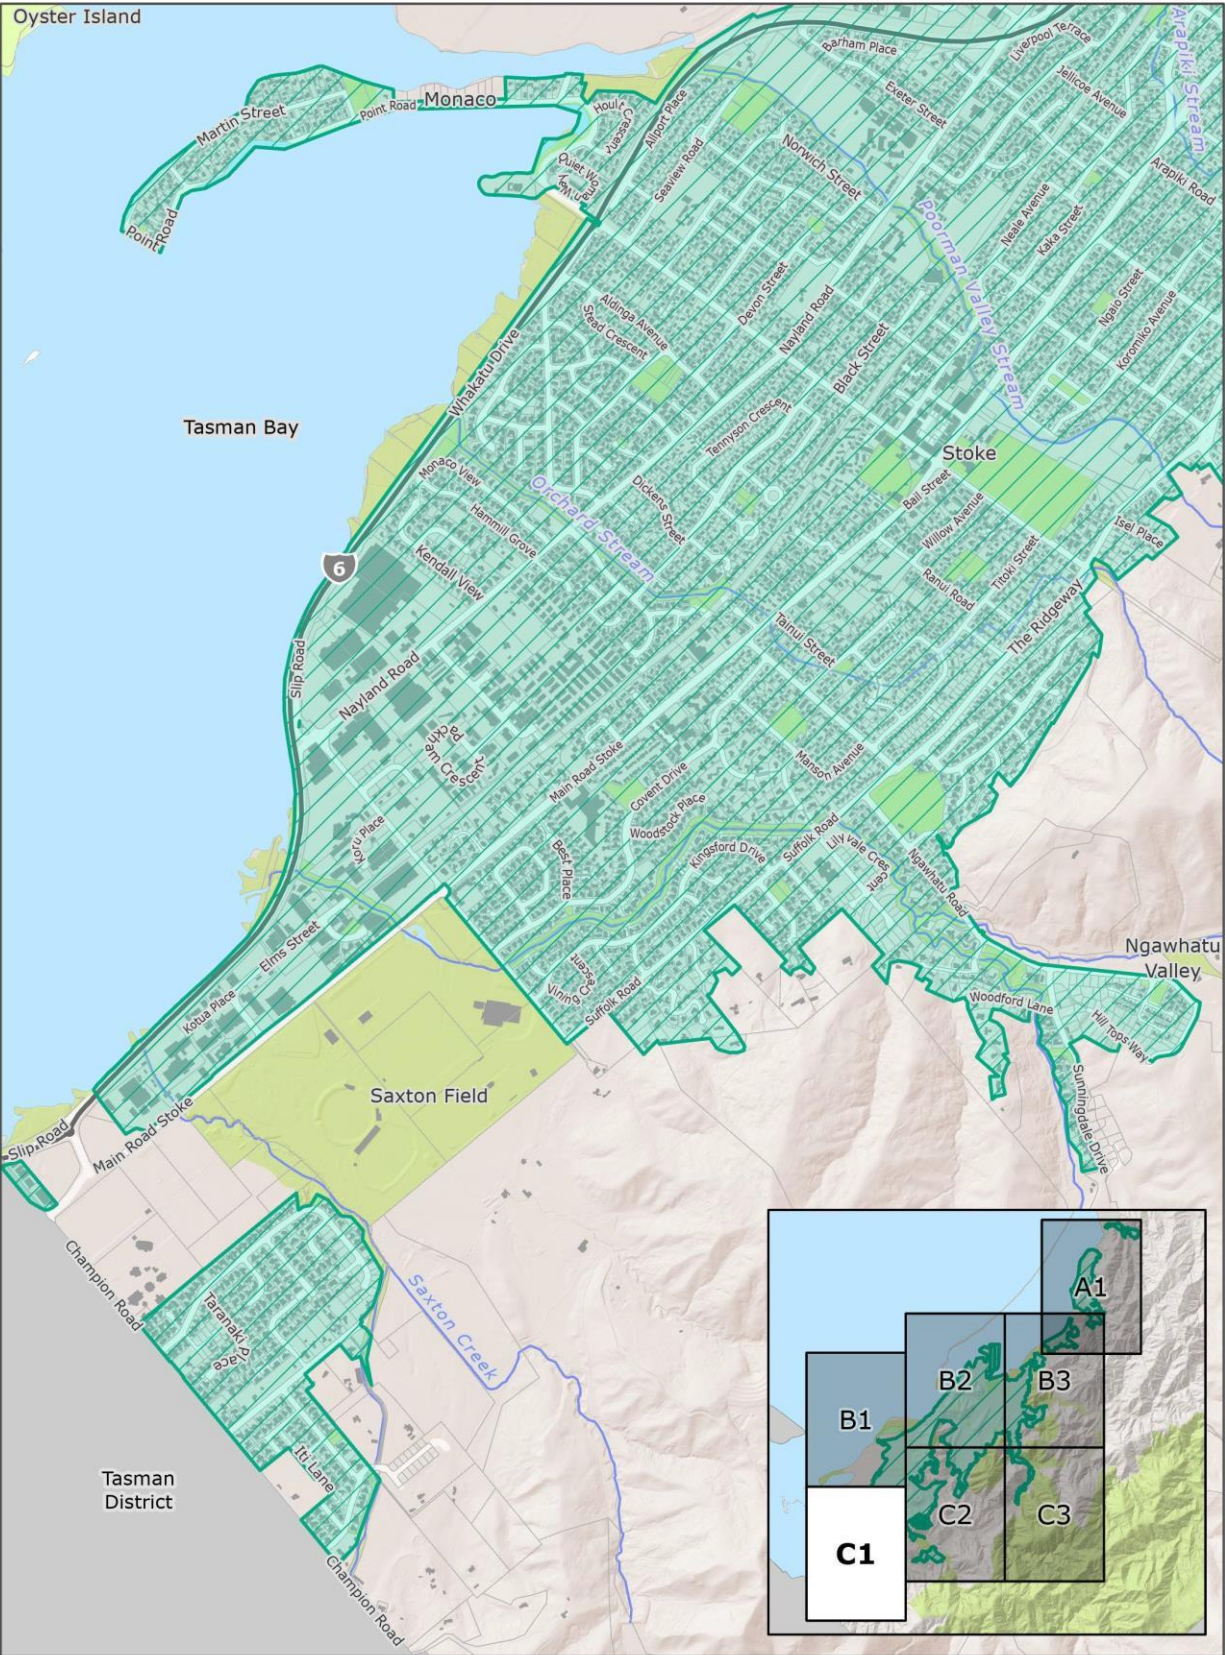 Oyster Island
Barham Place
Liverpool Terrace
Arapiki Stream
Exeter Street
Jellicoe Avenue
Martin Street
Point Road
Monaco
Hoult Crescent
Allport Place
Seaview Road
Norwich Street
Arapiki Road
Quiet Woman Way
Point Road
Neale Avenue
Kaka Street
Poorman Valley Stream
Devon Street
Nayland Road
Ngaio Street
Koromiko Avenue
Aldinga Avenue
Stead Crescent
Whakatu Drive
Black Street
Tennyson Crescent
Tasman Bay
Stoke
Monaco View
Orchard Stream
Dickens Street
Bail Street
Willow Avenue
Hammill Grove
Isel Place
Kendall View
6
Titoki Street
Ranui Road
The Ridgeway
Tainui Street
Slip Road
Nayland Road
Packham Crescent
Main Road Stoke
Manson Avenue
Covent Drive
Woodstock Place
Koru Place
Best Place
Kingsford Drive
Suffolk Road
Lily vale Cres
Cent
Ngawhatu Road
Elms Street
Ngawhatu
Valley
Vining Crescent
Suffolk Road
Kotua Place
Woodford Lane
Hill Tops Way
Saxton Field
Sunningdale Drive
Slip Road
Main Road Stoke
Champion Road
Saxton Creek
Taranaki Place
Iti Lane
Tasman
District
Champion Road
A1
B2
B3
B1
C2
C3
C1